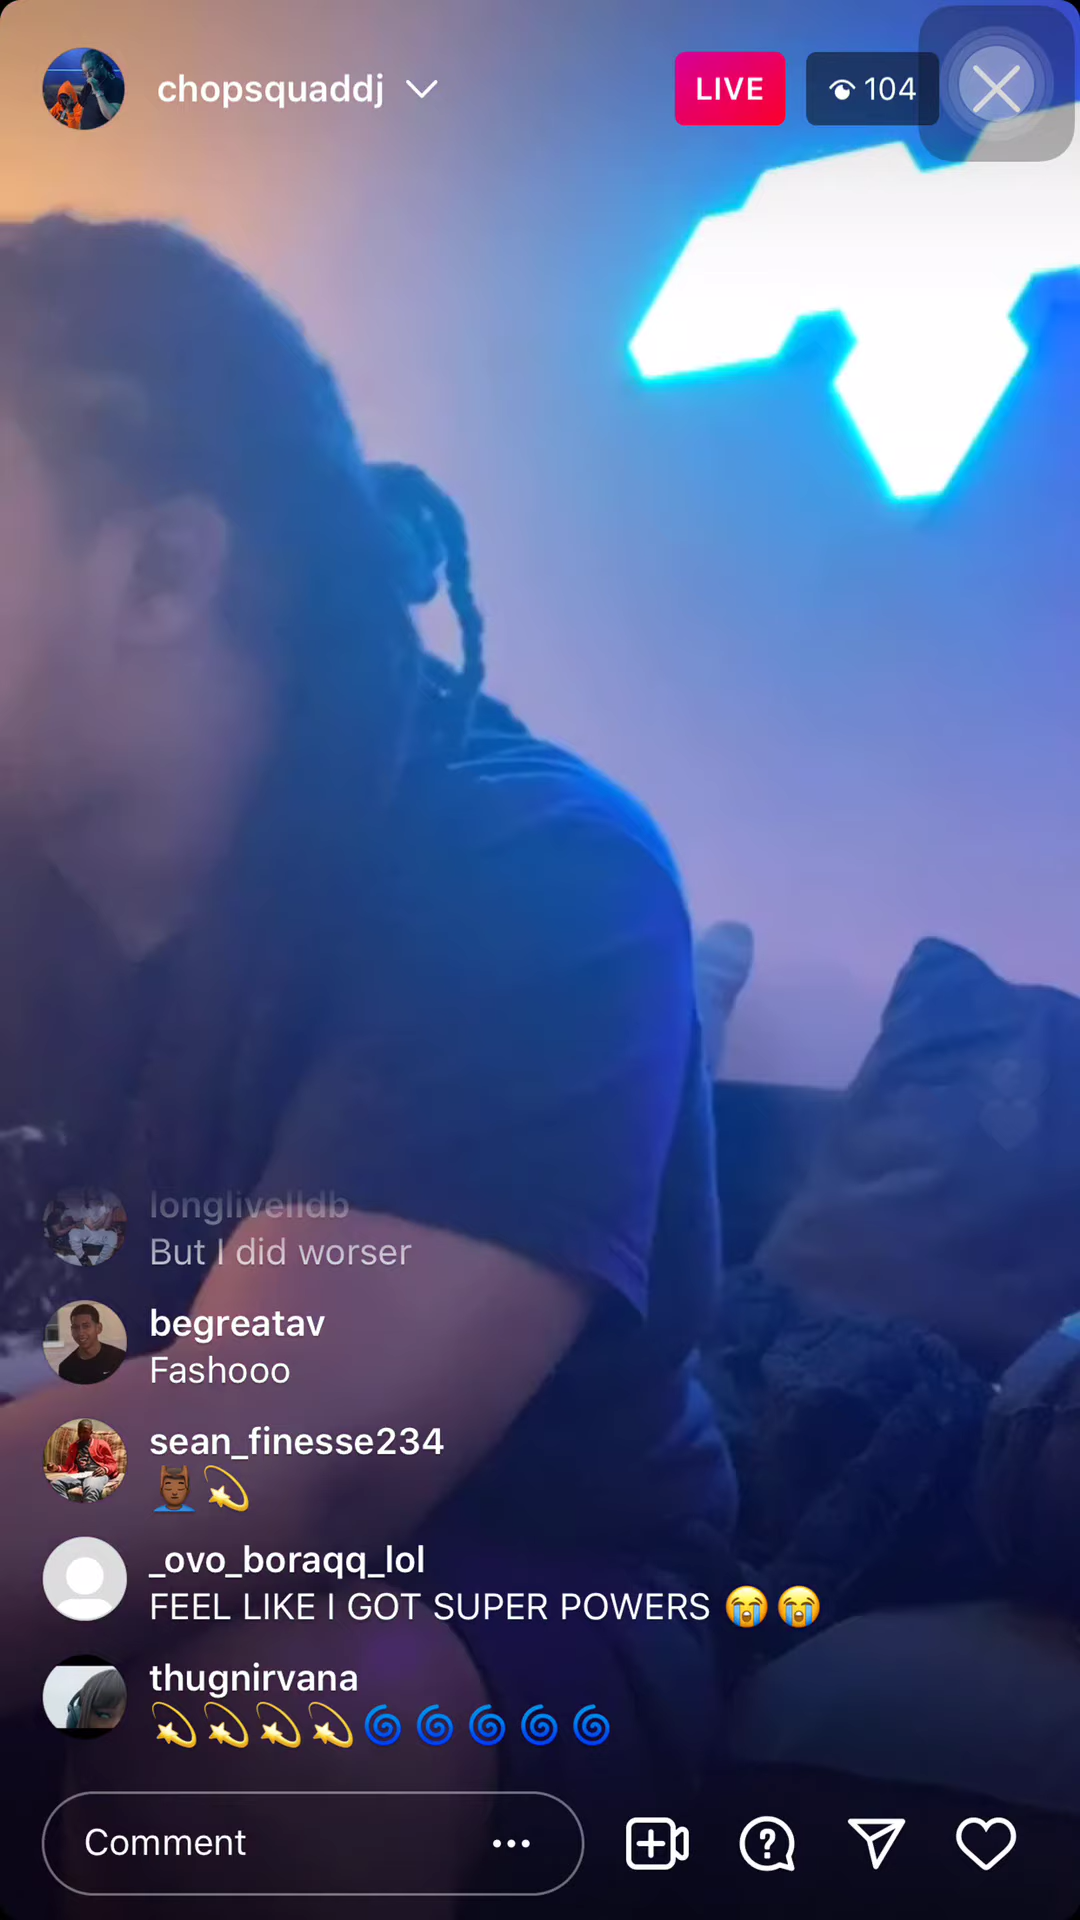 chopsquaddj
LIVE
104
longlivelldb
But I did worser
begreatav
Fashooo
sean_finesse234
💆🏾‍♂️💫
_ovo_boraqq_lol
FEEL LIKE I GOT SUPER POWERS 😭😭
thugnirvana
💫💫💫💫🌀🌀🌀🌀🌀
Comment